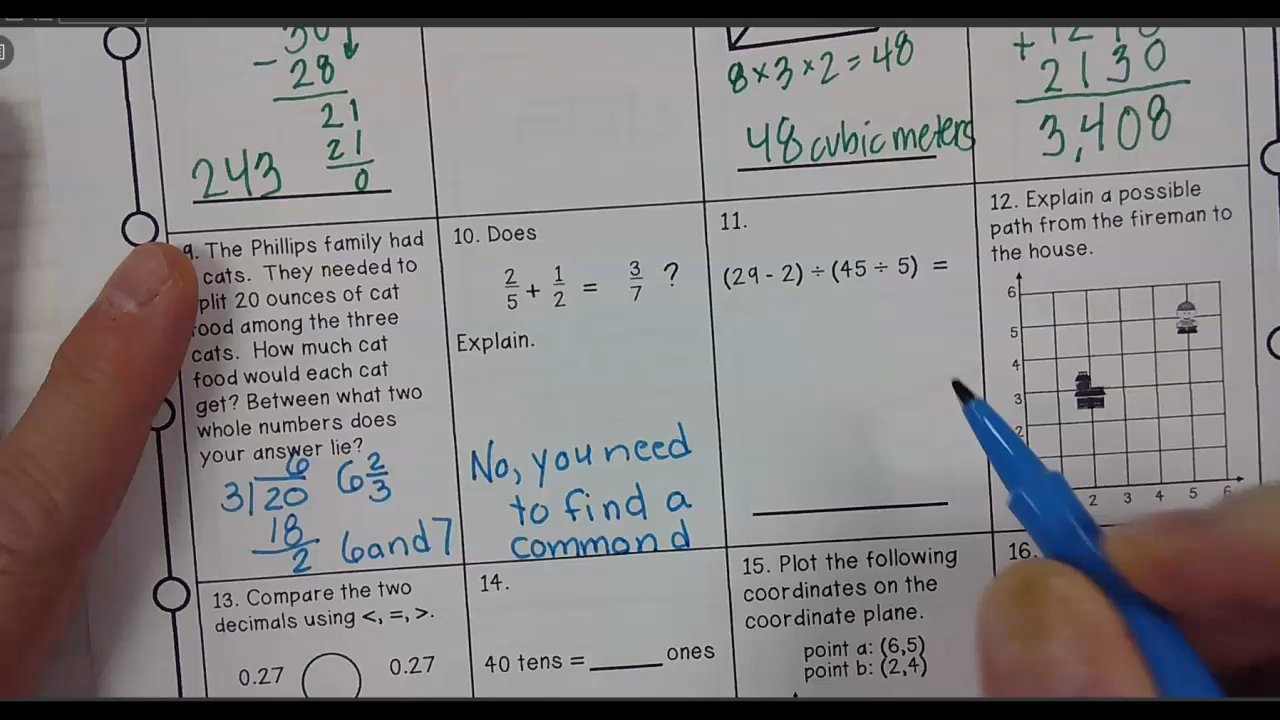 28
21
21
0
243
8 × 3 × 2 = 48
48 cubic meters
+
2130
3,408
9. The Phillips family had
cats. They needed to
split 20 ounces of cat
food among the three
cats. How much cat
food would each cat
get? Between what two
whole numbers does
your answer lie?
6
3 20 6 2/3
18
2 6 and 7
10. Does
2/5 + 1/2 = 3/7 ?
Explain.
No, you need
to find a
common d
11.
(29 - 2) ÷ (45 ÷ 5) =
12. Explain a possible
path from the fireman to
the house.
6
5
4
3
2
2 3 4 5 6
13. Compare the two
decimals using <, =, >.
0.27 0.27
14.
40 tens = ______ ones
15. Plot the following
coordinates on the
coordinate plane.
point a: (6,5)
point b: (2,4)
16.